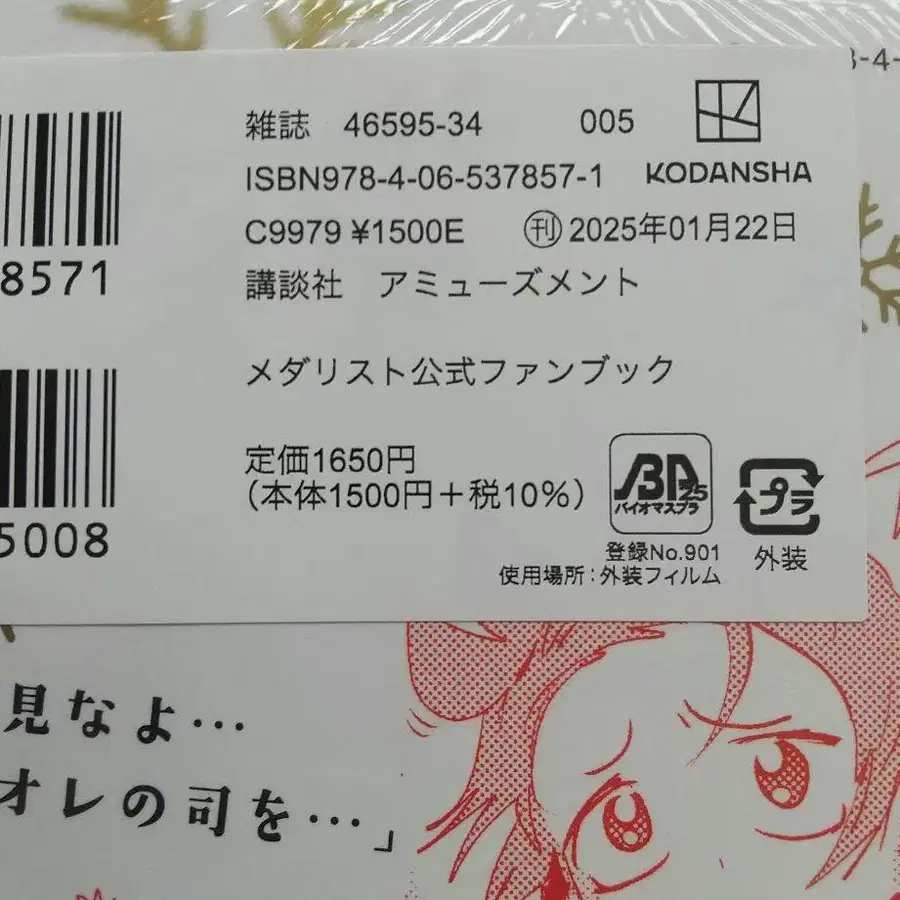 3-4-
雑誌 46595-34 005
ISBN978-4-06-537857-1 KODANSHA
C9979 ¥1500E ㊗刊 2025年01月22日
8571
講談社 アミューズメント
メダリスト公式ファンブック
定価1650円
(本体1500円+税10%)
5008
BP 25
バイオマスプラ
プラ
登録No.901
外装
使用場所:外装フィルム
見なよ…
オレの司を…」